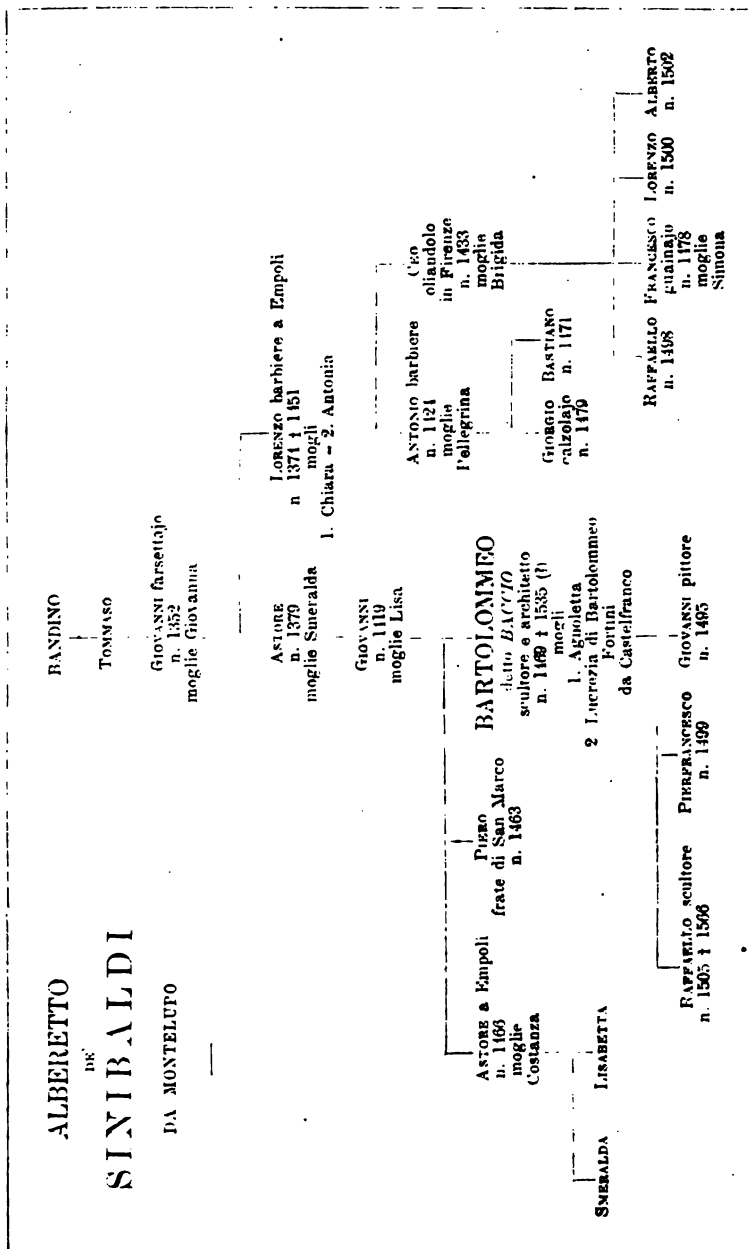 ALBERETTO
DE'
SINIBALDI
DA MONTELUPO
BANDINO
TOMMASO
GIOVANNI farsettajo
n. 1352
moglie Giovanna
ASTORE
n. 1379
moglie Smeralda
LORENZO barbiere a Empoli
n 1374 † 1451
mogli
1. Chiara - 2. Antonia
GIOVANNI
n. 1419
moglie Lisa
ANTONIO barbiere
n. 1424
moglie
Pellegrina
CEO
oliandolo
in Firenze
n. 1433
moglie
Brigida
ASTORE a Empoli
n. 1466
moglie
Costanza
PIERO
frate di San Marco
n. 1463
BARTOLOMMEO
detto BACCIO
scultore e architetto
n. 1469 † 1535 (?)
mogli
1. Agnoletta
2 Lucrezia di Bartolommeo
Fortini
da Castelfranco
GIORGIO
calzolajo
n. 1479
BASTIANO
n. 1471
SMERALDA
LISABETTA
RAFFAELLO scultore
n. 1505 † 1566
PIERFRANCESCO
n. 1499
GIOVANNI pittore
n. 1495
RAFFAELLO
n. 1498
FRANCESCO
guainajo
n. 1478
moglie
Simona
LORENZO
n. 1500
ALBERTO
n. 1502